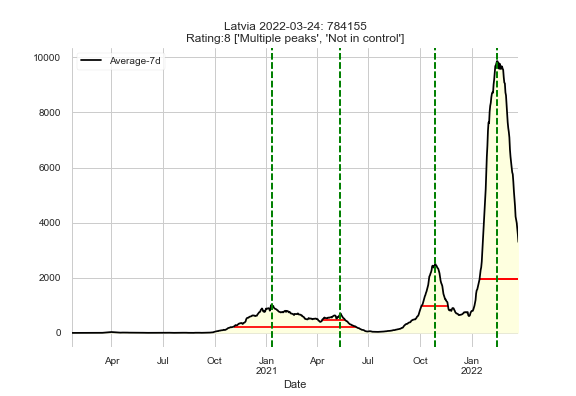 Latvia 2022-03-24: 784155
Rating:8 ['Multiple peaks', 'Not in control']
Average-7d
10000
8000
6000
4000
2000
0
Apr Jul Oct Jan Apr Jul Oct Jan
2021 2022
Date